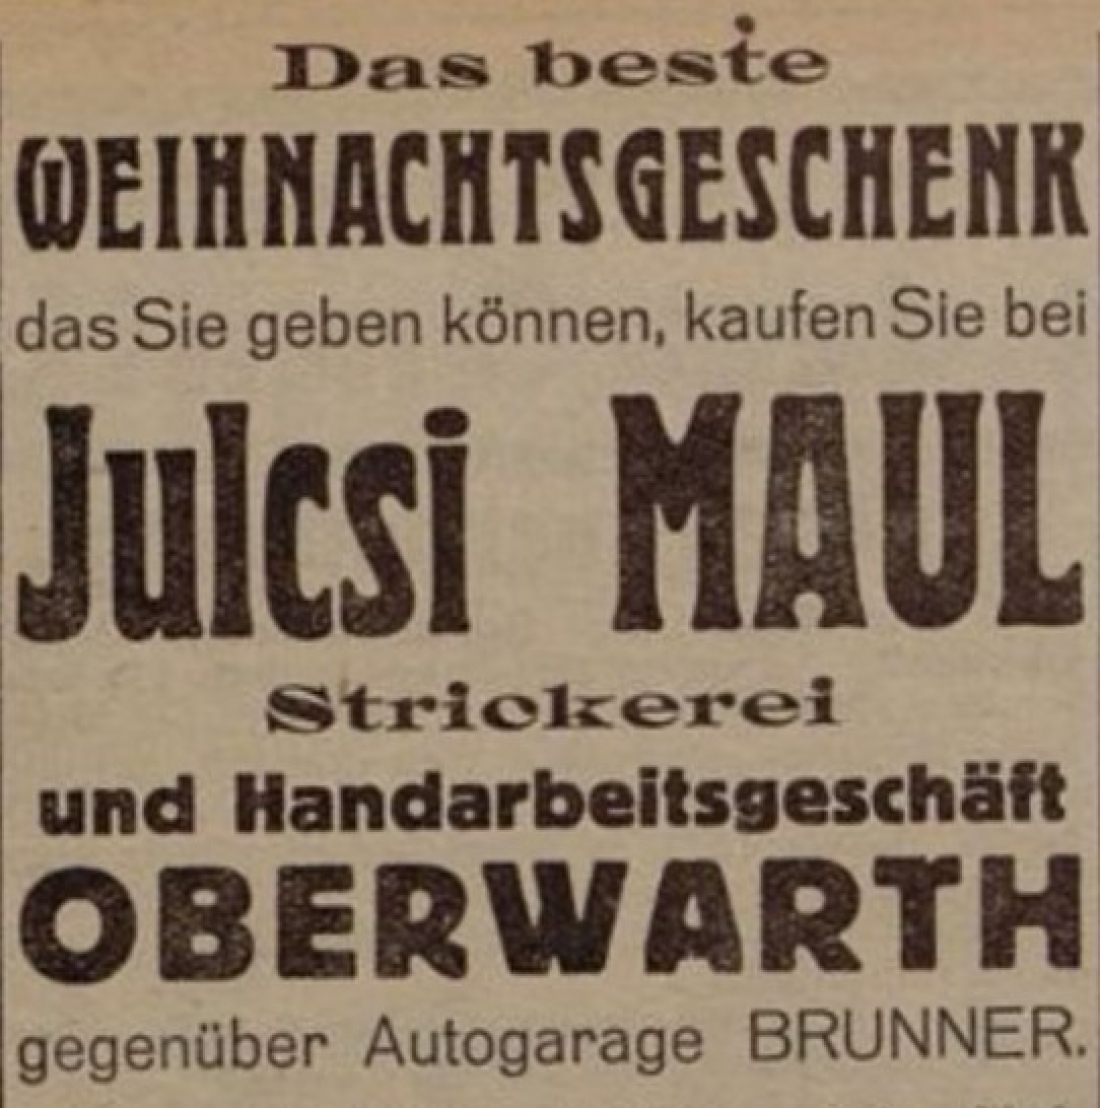 Das beste
WEIHNACHTSGESCHENK
das Sie geben können, kaufen Sie bei
Julcsi MAUL
Strickerei
und Handarbeitsgeschäft
OBERWARTH
gegenüber Autogarage BRUNNER.